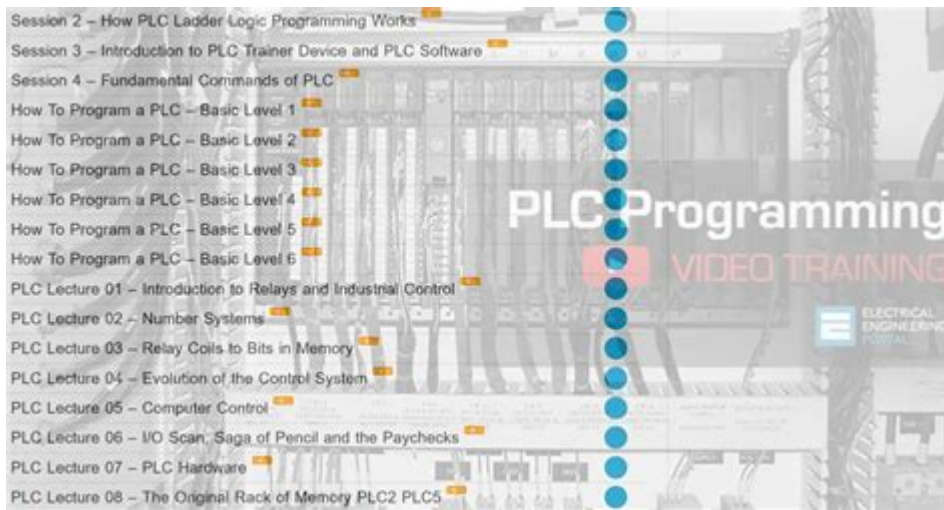 Session 2 – How PLC Ladder Logic Programming Works
Session 3 – Introduction to PLC Trainer Device and PLC Software
Session 4 – Fundamental Commands of PLC
How To Program a PLC – Basic Level 1
How To Program a PLC – Basic Level 2
How To Program a PLC – Basic Level 3
How To Program a PLC – Basic Level 4
How To Program a PLC – Basic Level 5
How To Program a PLC – Basic Level 6
PLC Lecture 01 – Introduction to Relays and Industrial Control
PLC Lecture 02 – Number Systems
PLC Lecture 03 – Relay Coils to Bits in Memory
PLC Lecture 04 – Evolution of the Control System
PLC Lecture 05 – Computer Control
PLC Lecture 06 – I/O Scan, Saga of Pencil and the Paychecks
PLC Lecture 07 – PLC Hardware
PLC Lecture 08 – The Original Rack of Memory PLC2 PLC5
PLC Programming
VIDEO TRAINING
ELECTRICAL
ENGINEERING
PORTAL